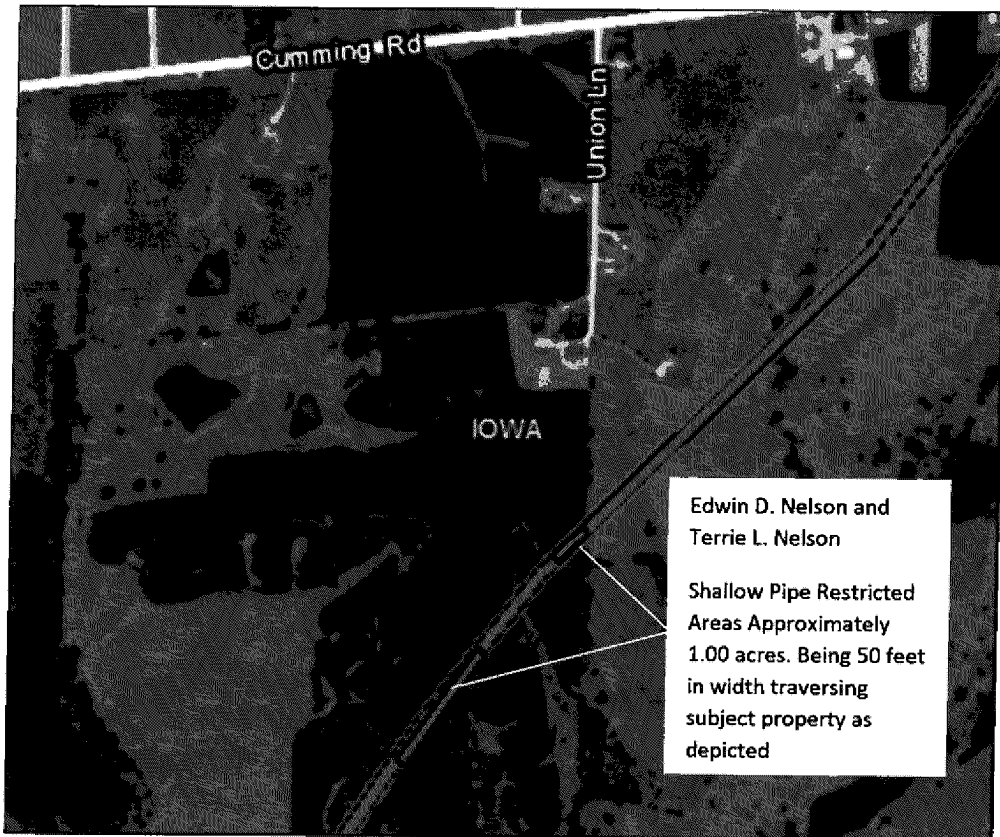 Cumming Rd
Union Ln
IOWA
Edwin D. Nelson and
Terrie L. Nelson
Shallow Pipe Restricted
Areas Approximately
1.00 acres. Being 50 feet
in width traversing
subject property as
depicted